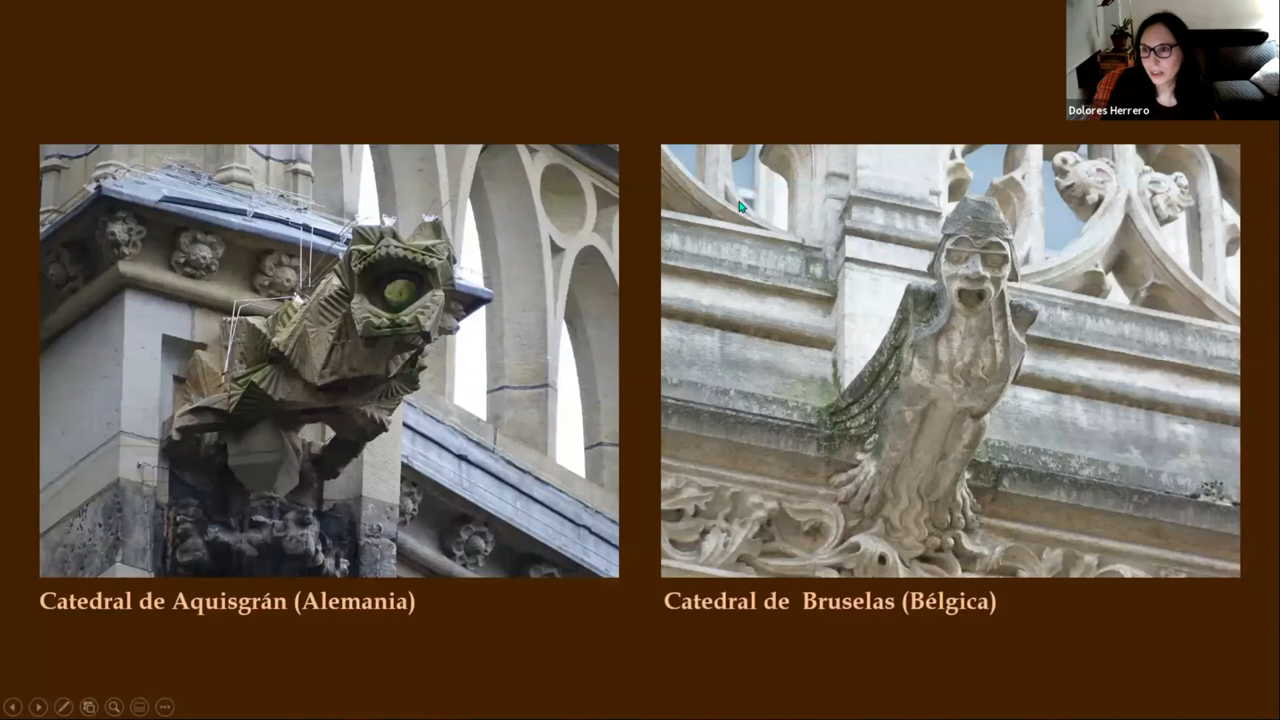 Dolores Herrero
Catedral de Aquisgrán (Alemania)
Catedral de  Bruselas (Bélgica)